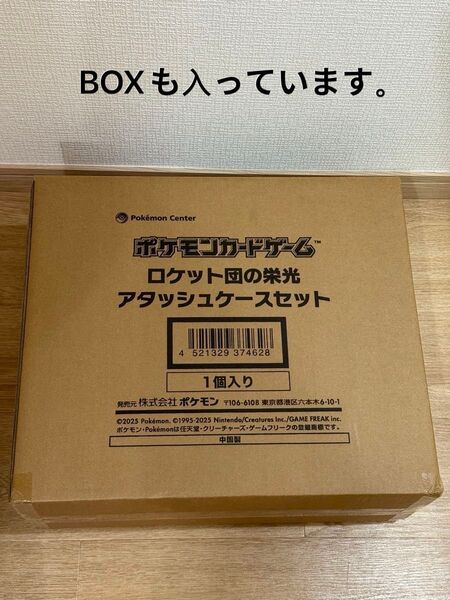 BOXも入っています。
Pokémon Center
ポケモンカードゲーム™
ロケット団の栄光
アタッシュケースセット
4 521329 374628
1個入り
発売元 株式会社ポケモン 〒106-6108 東京都港区六本木6-10-1
©2025 Pokémon. ©1995-2025 Nintendo/Creatures Inc./GAME FREAK inc.
ポケモン・Pokémonは任天堂・クリーチャーズ・ゲームフリークの登録商標です。
中国製